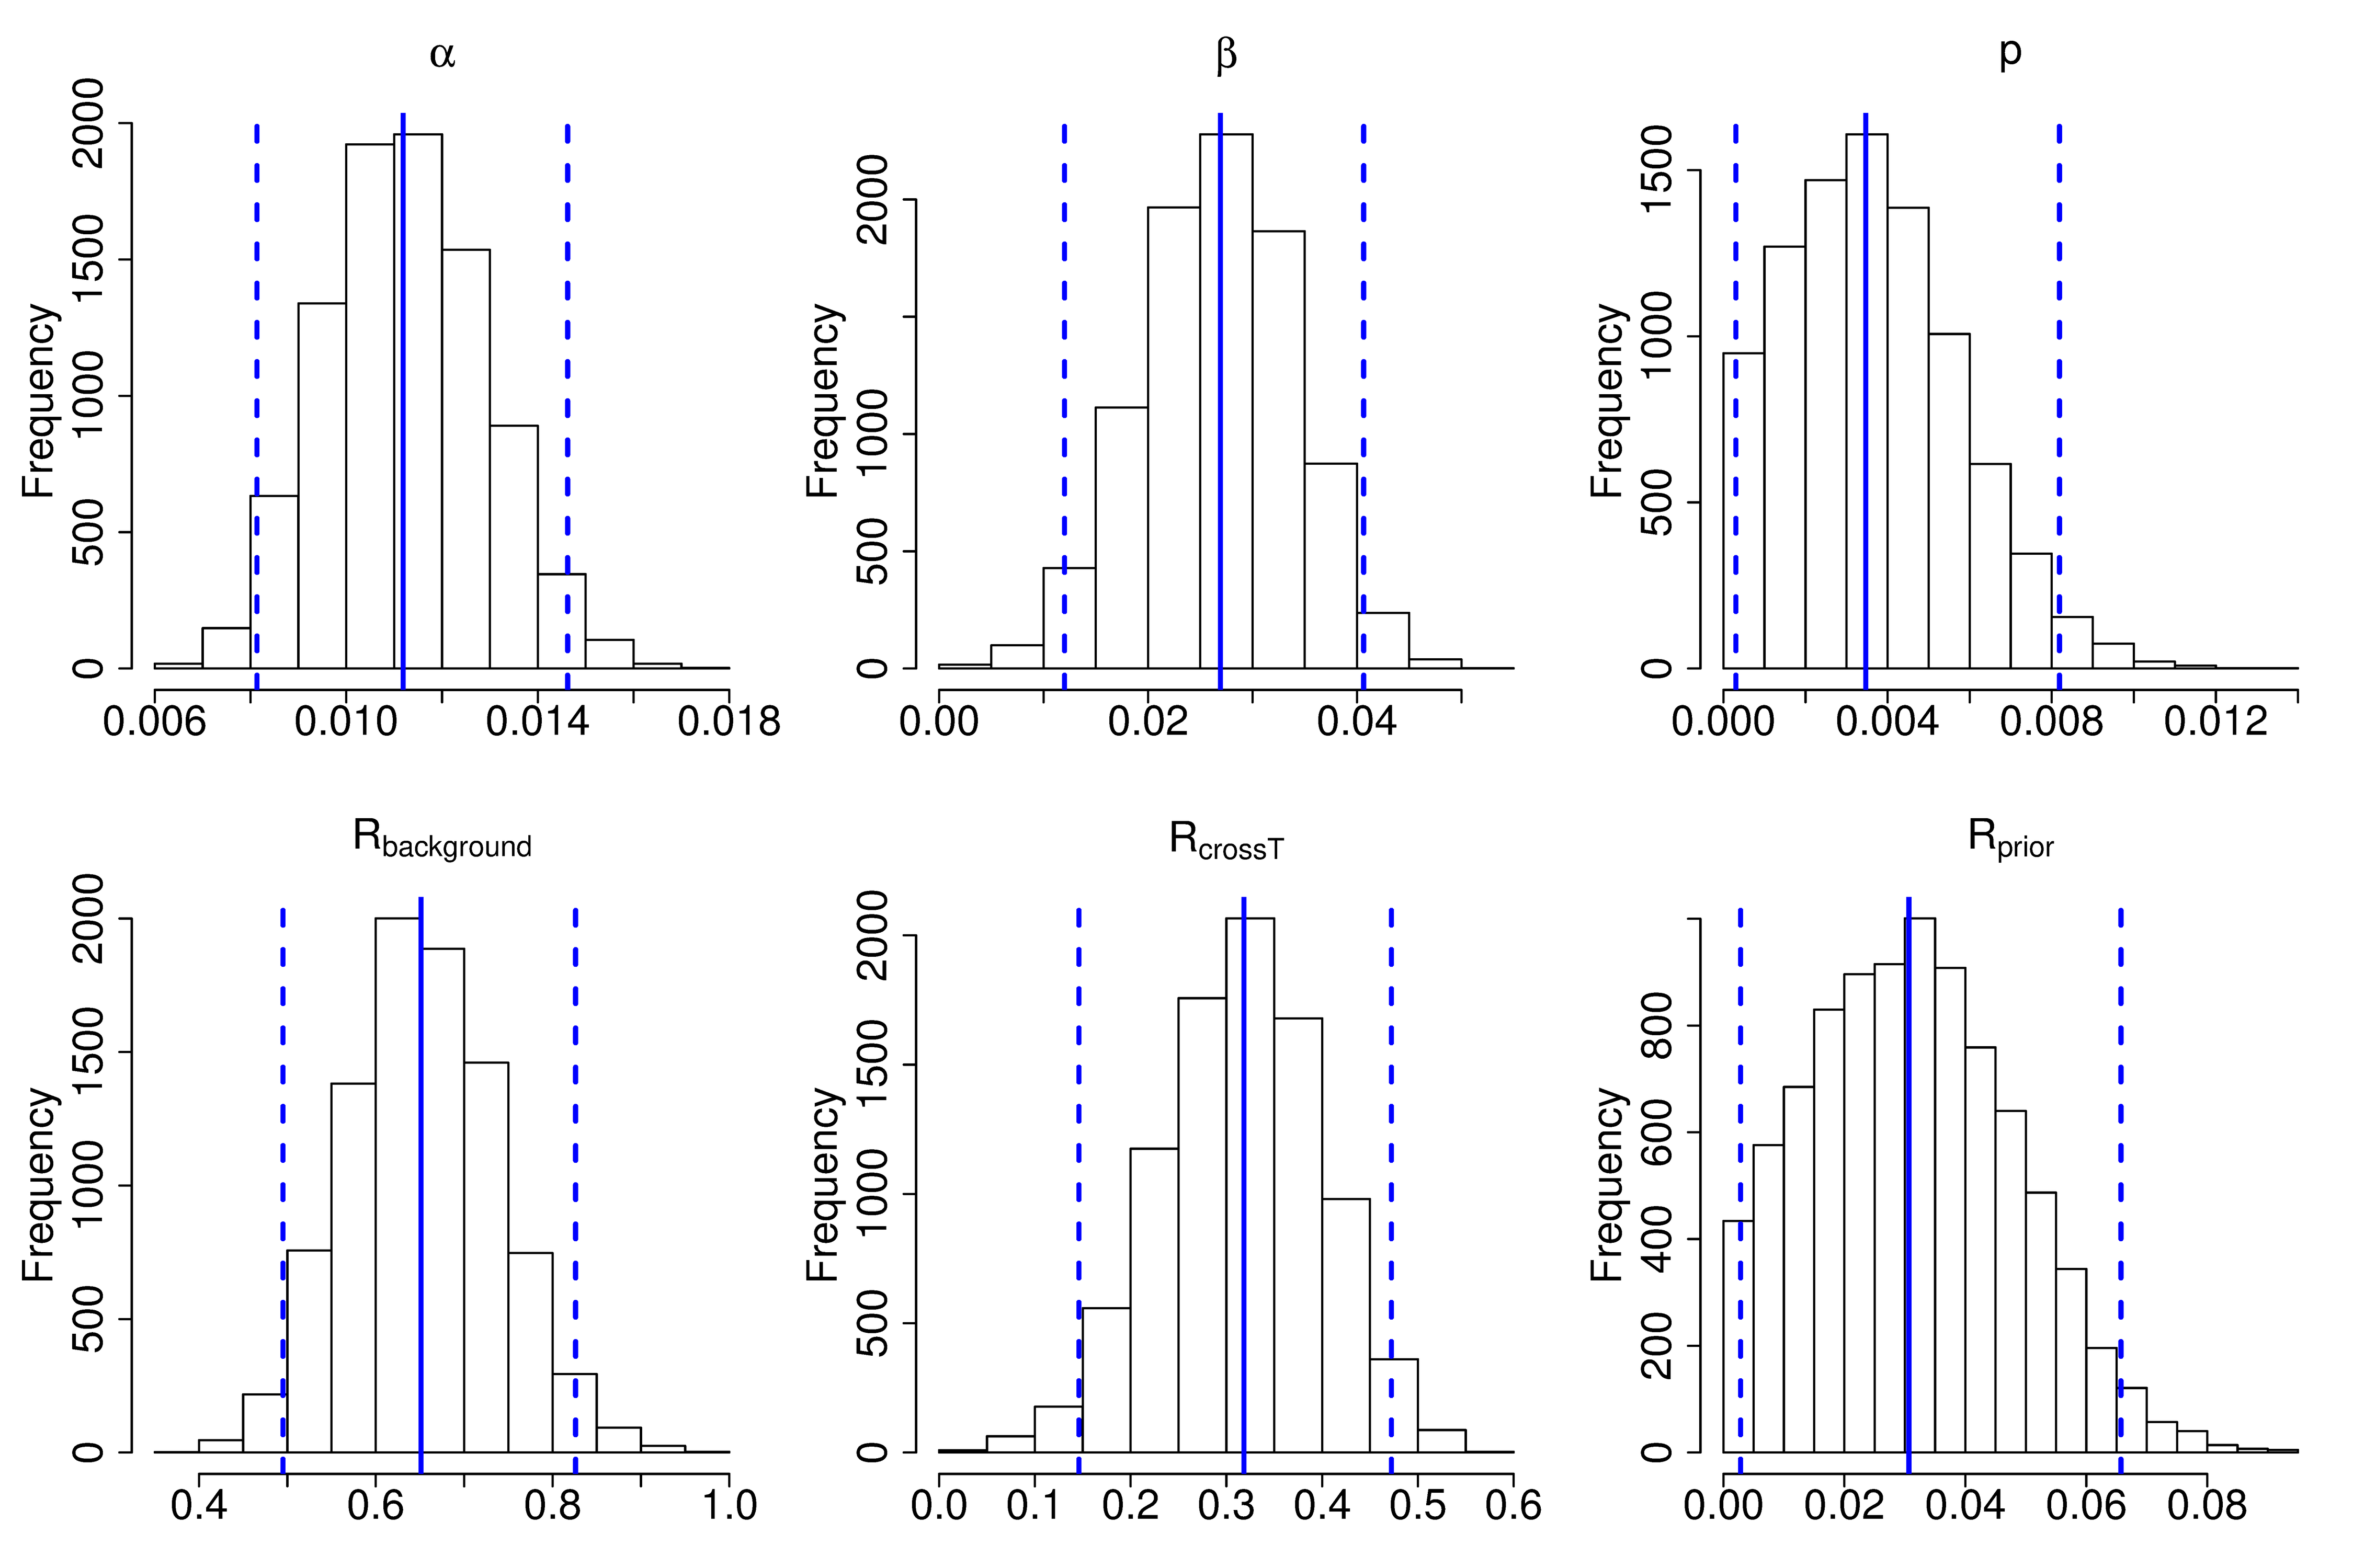 α
Frequency
0 500 1000 1500 2000
0.006 0.010 0.014 0.018
β
Frequency
0 500 1000 2000
0.00 0.02 0.04
p
Frequency
0 500 1000 1500
0.000 0.004 0.008 0.012
Rbackground
Frequency
0 500 1000 1500 2000
0.4 0.6 0.8 1.0
RcrossT
Frequency
0 500 1000 1500 2000
0.0 0.1 0.2 0.3 0.4 0.5 0.6
Rprior
Frequency
0 200 400 600 800
0.00 0.02 0.04 0.06 0.08